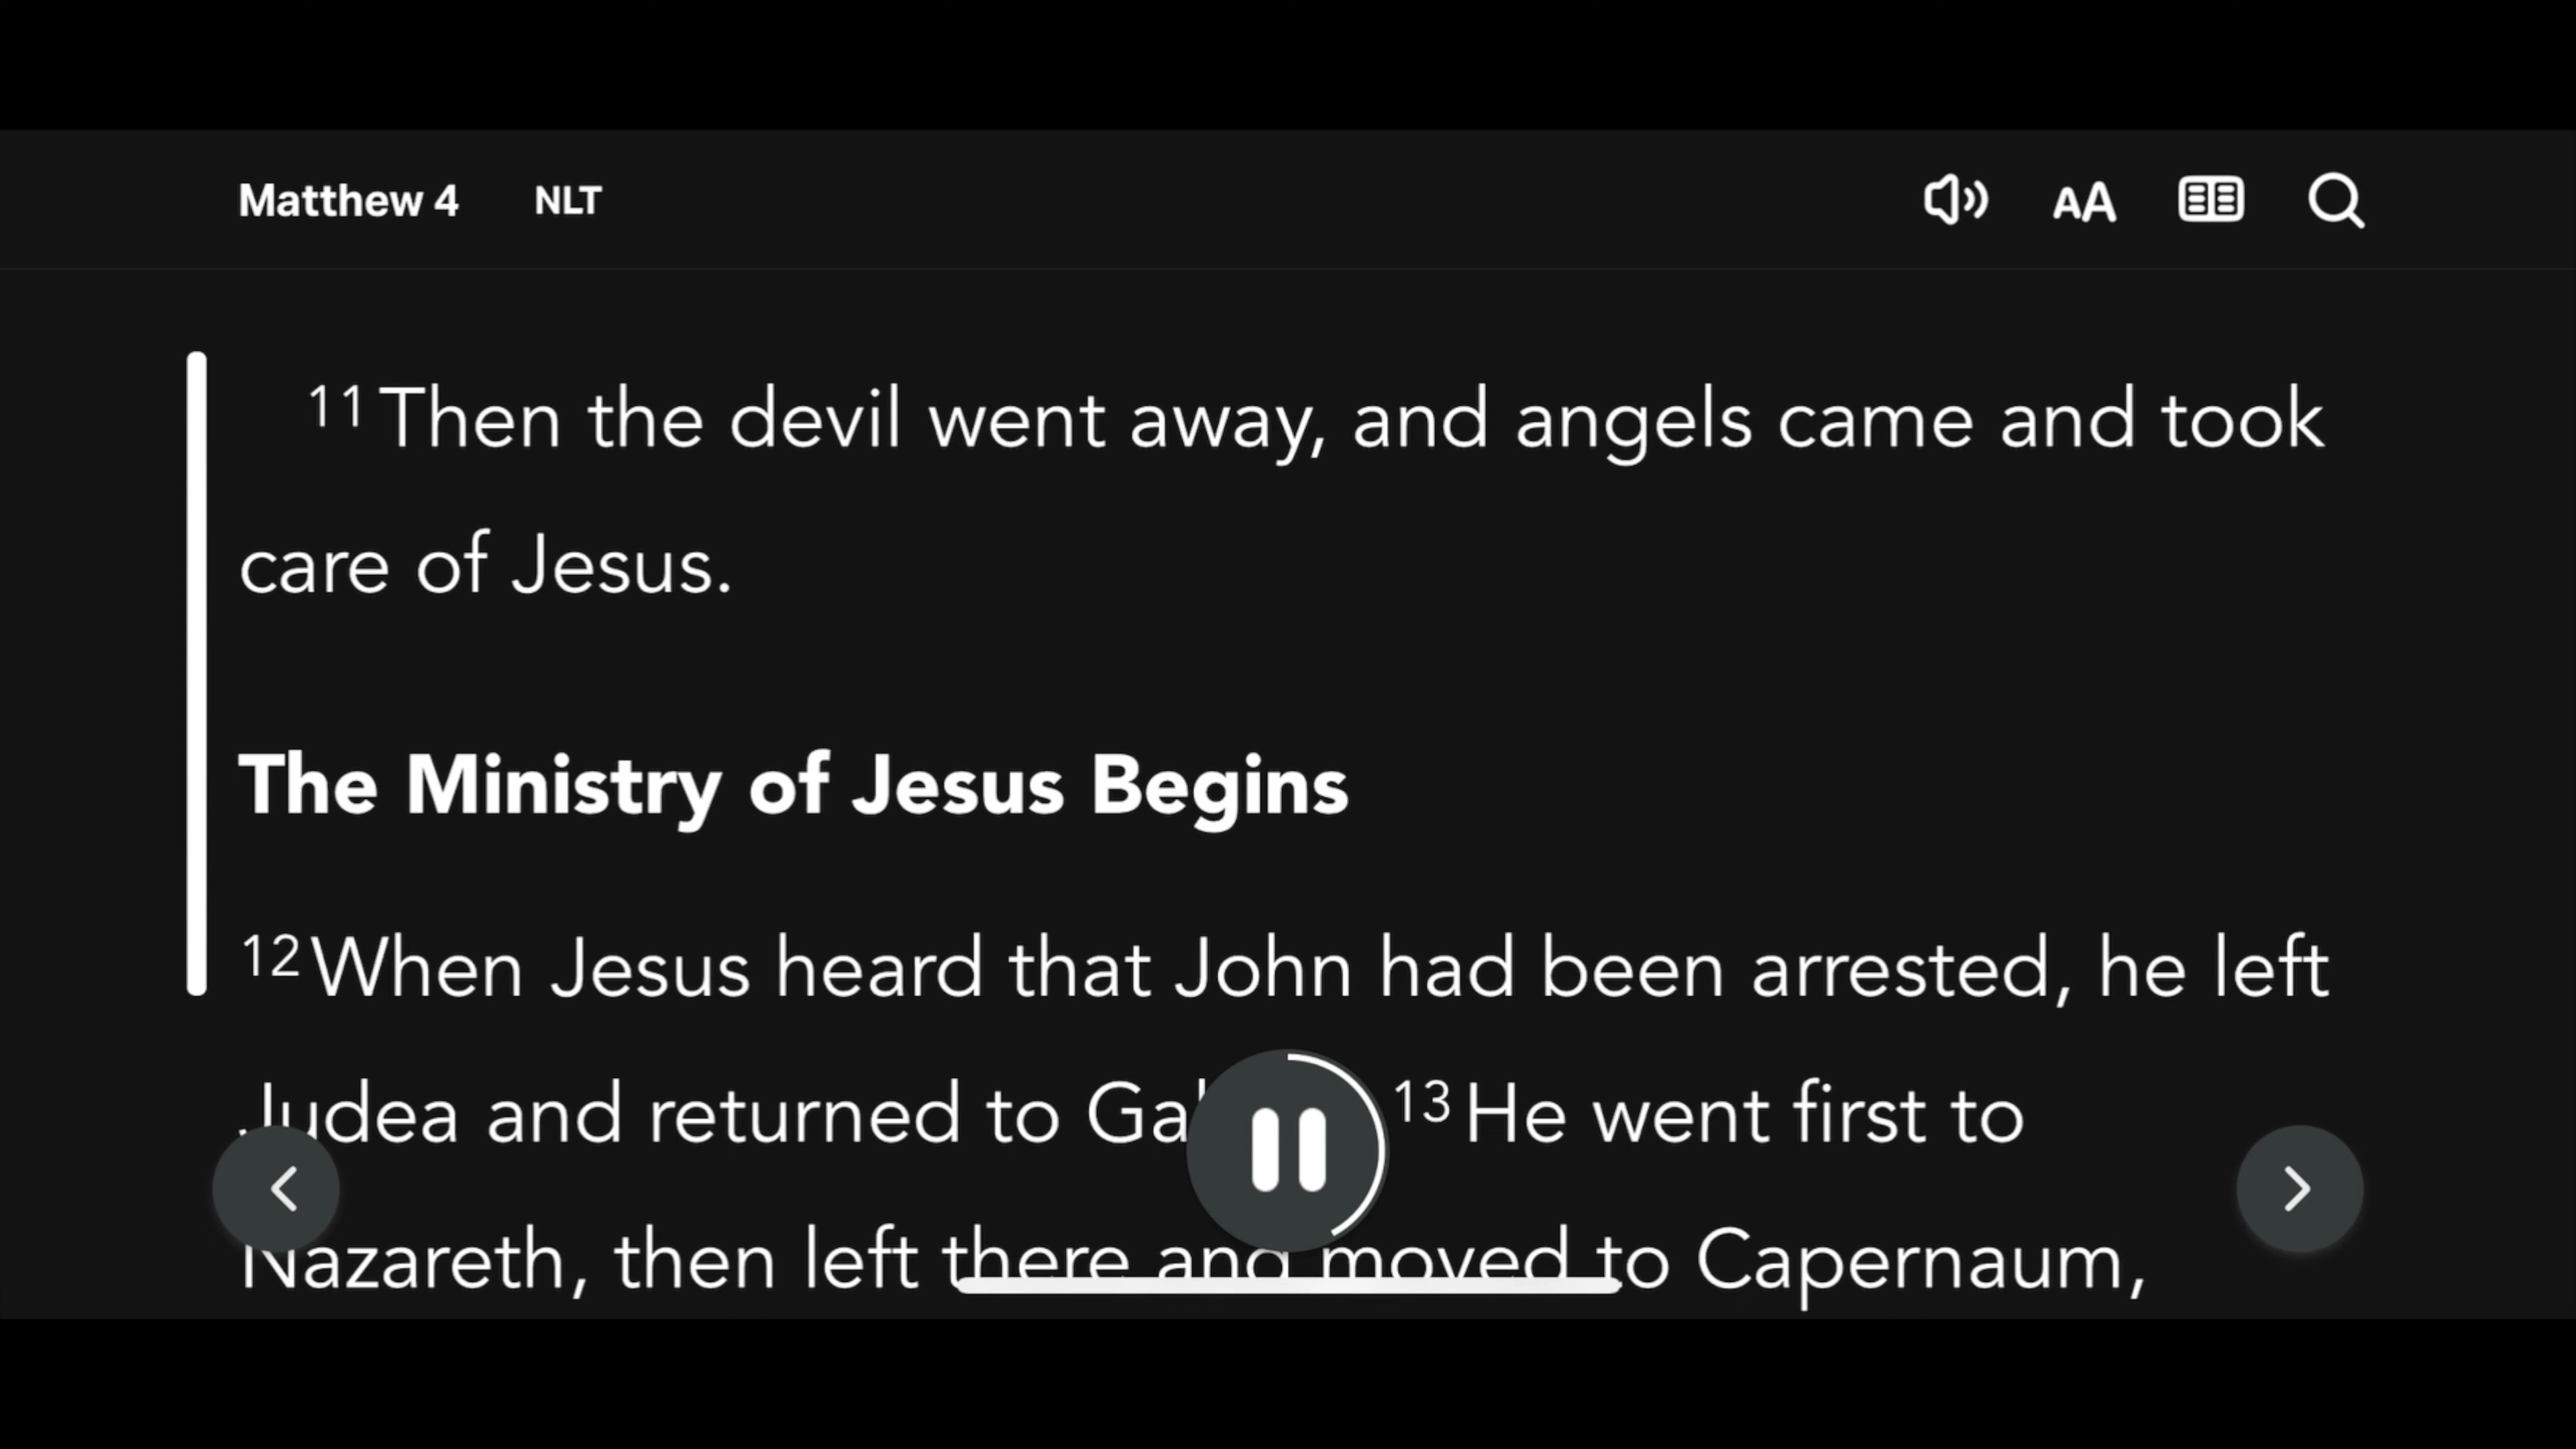 Matthew 4 NLT AA
11 Then the devil went away, and angels came and took
care of Jesus.
The Ministry of Jesus Begins
12 When Jesus heard that John had been arrested, he left
Judea and returned to 13 He went first to
Nazareth, then left there and moved to Capernaum,